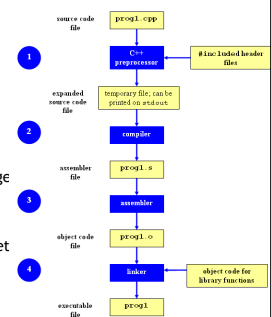 source code
file
prog1.cpp
1
C++
preprocessor
#included header
files
expanded
source code
file
temporary file; can be
printed on stdout
2
compiler
ge
assembler
file
prog1.s
3
assembler
et
object code
file
prog1.o
4
linker
object code for
library functions
executable
file
prog1